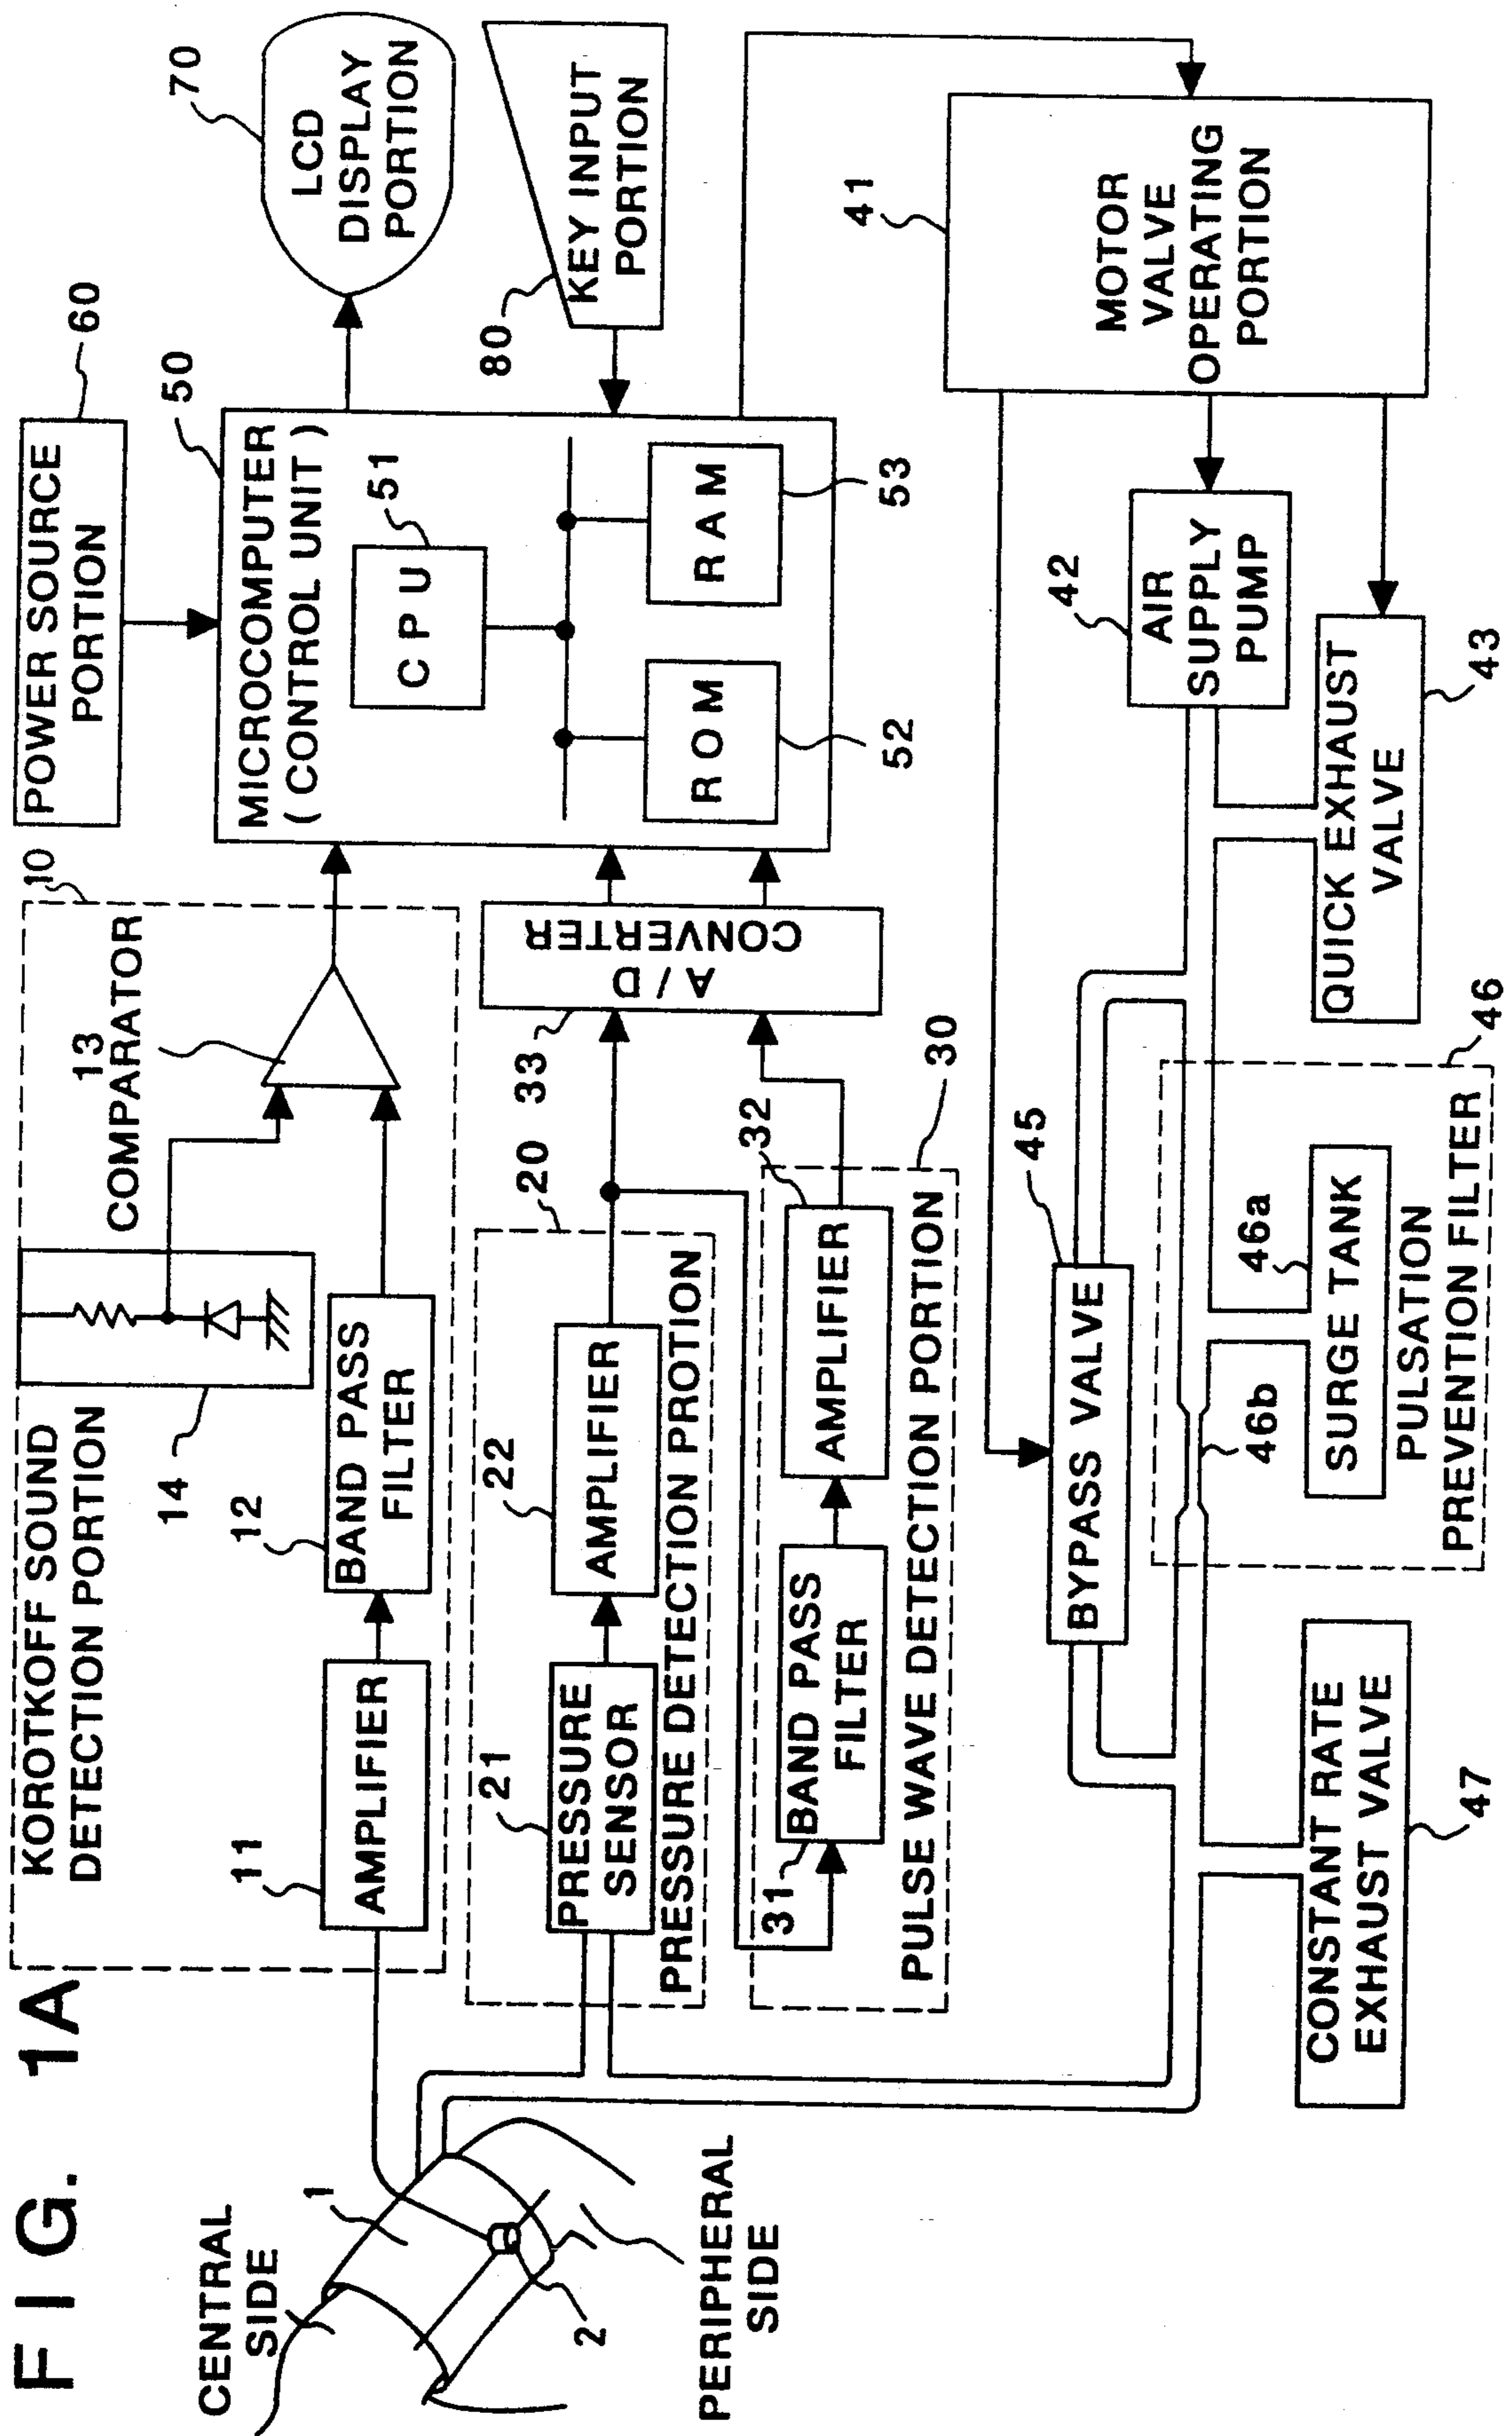 FIG. 1A
CENTRAL
SIDE
1
2
PERIPHERAL
SIDE
KOROTKOFF SOUND
DETECTION PORTION
10
11
AMPLIFIER
12
BAND PASS
FILTER
13
COMPARATOR
14
20
21
PRESSURE
SENSOR
22
AMPLIFIER
PRESSURE DETECTION PROTION
30
31
BAND PASS
FILTER
32
AMPLIFIER
PULSE WAVE DETECTION PORTION
33
A/D
CONVERTER
POWER SOURCE
PORTION
60
50
MICROCOMPUTER
( CONTROL UNIT )
CPU
51
ROM
52
RAM
53
LCD
DISPLAY
PORTION
70
KEY INPUT
PORTION
80
MOTOR
VALVE
OPERATING
PORTION
41
AIR
SUPPLY
PUMP
42
QUICK EXHAUST
VALVE
43
BYPASS VALVE
45
46
46a
SURGE TANK
46b
PULSATION
PREVENTION FILTER
CONSTANT RATE
EXHAUST VALVE
47